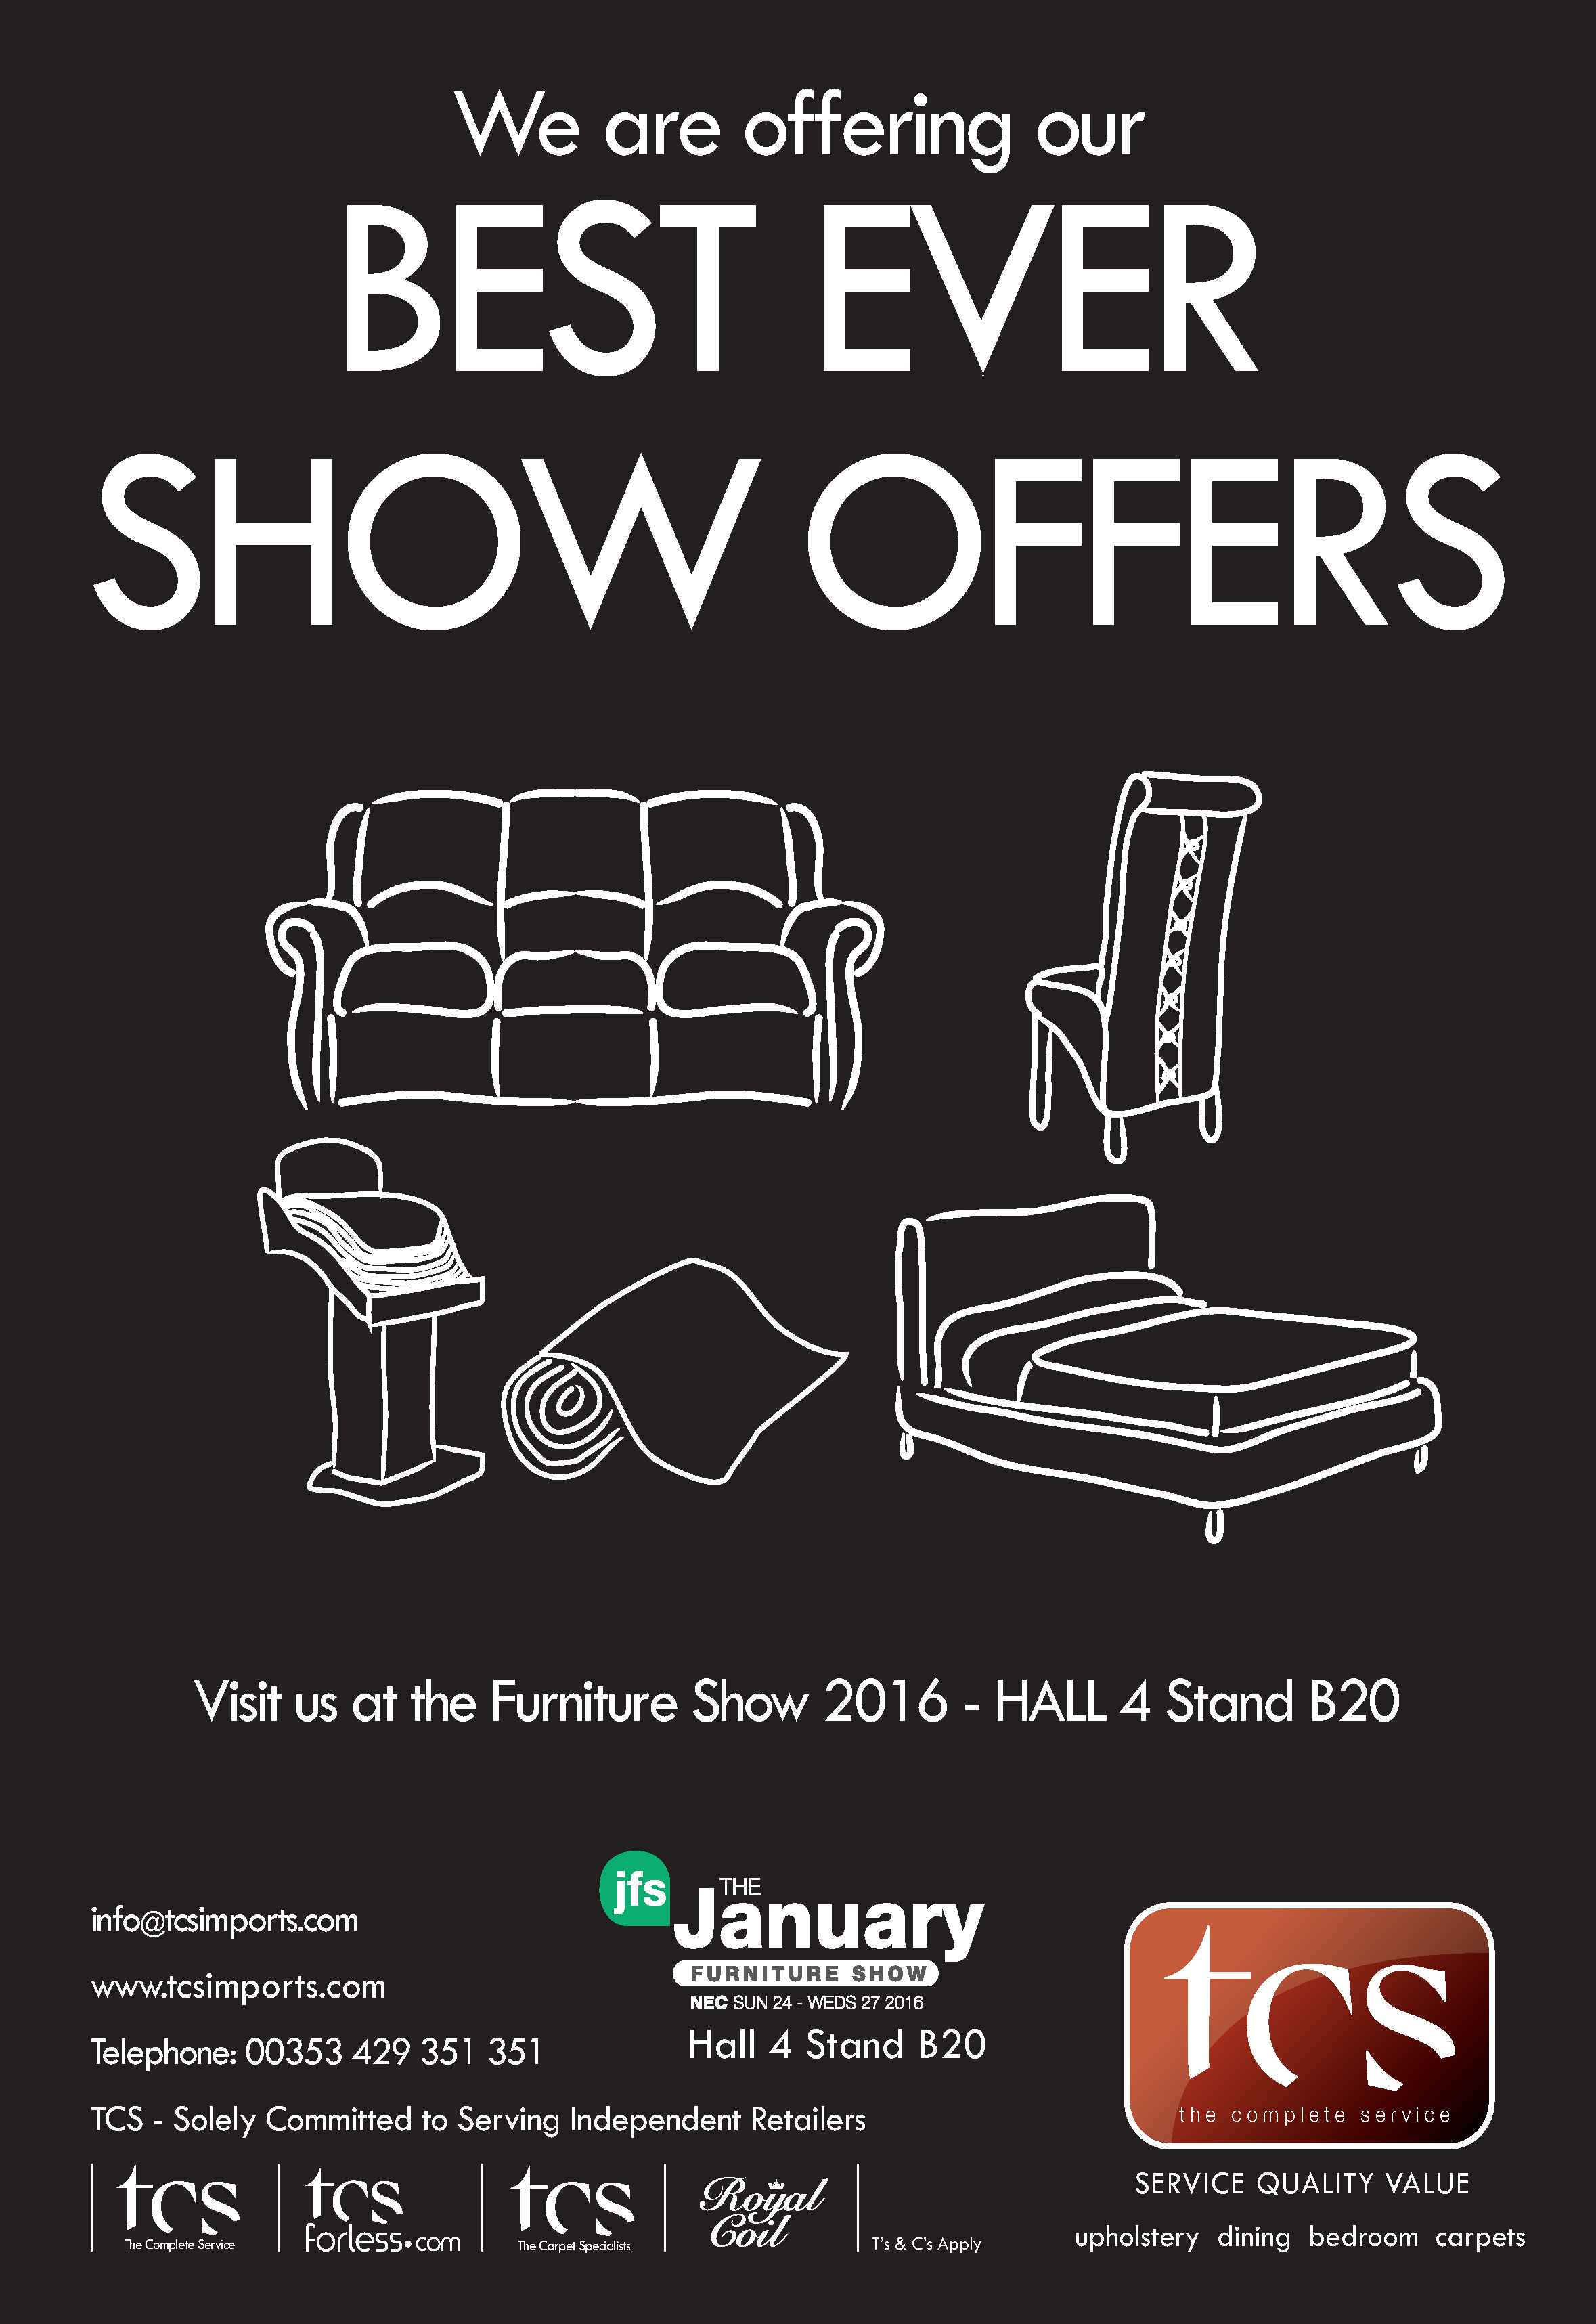 We are offering our
BEST EVER
SHOW OFFERS
Visit us at the Furniture Show 2016 - HALL 4 Stand B20
jfs
THE
January
FURNITURE SHOW
NEC SUN 24 - WEDS 27 2016
Hall 4 Stand B20
info@tcsimports.com
www.tcsimports.com
Telephone: 00353 429 351 351
TCS - Solely Committed to Serving Independent Retailers
tcs
The Complete Service
tcs
forless.com
tcs
The Carpet Specialists
Royal
Coil
T's & C's Apply
tcs
the complete service
SERVICE QUALITY VALUE
upholstery dining bedroom carpets